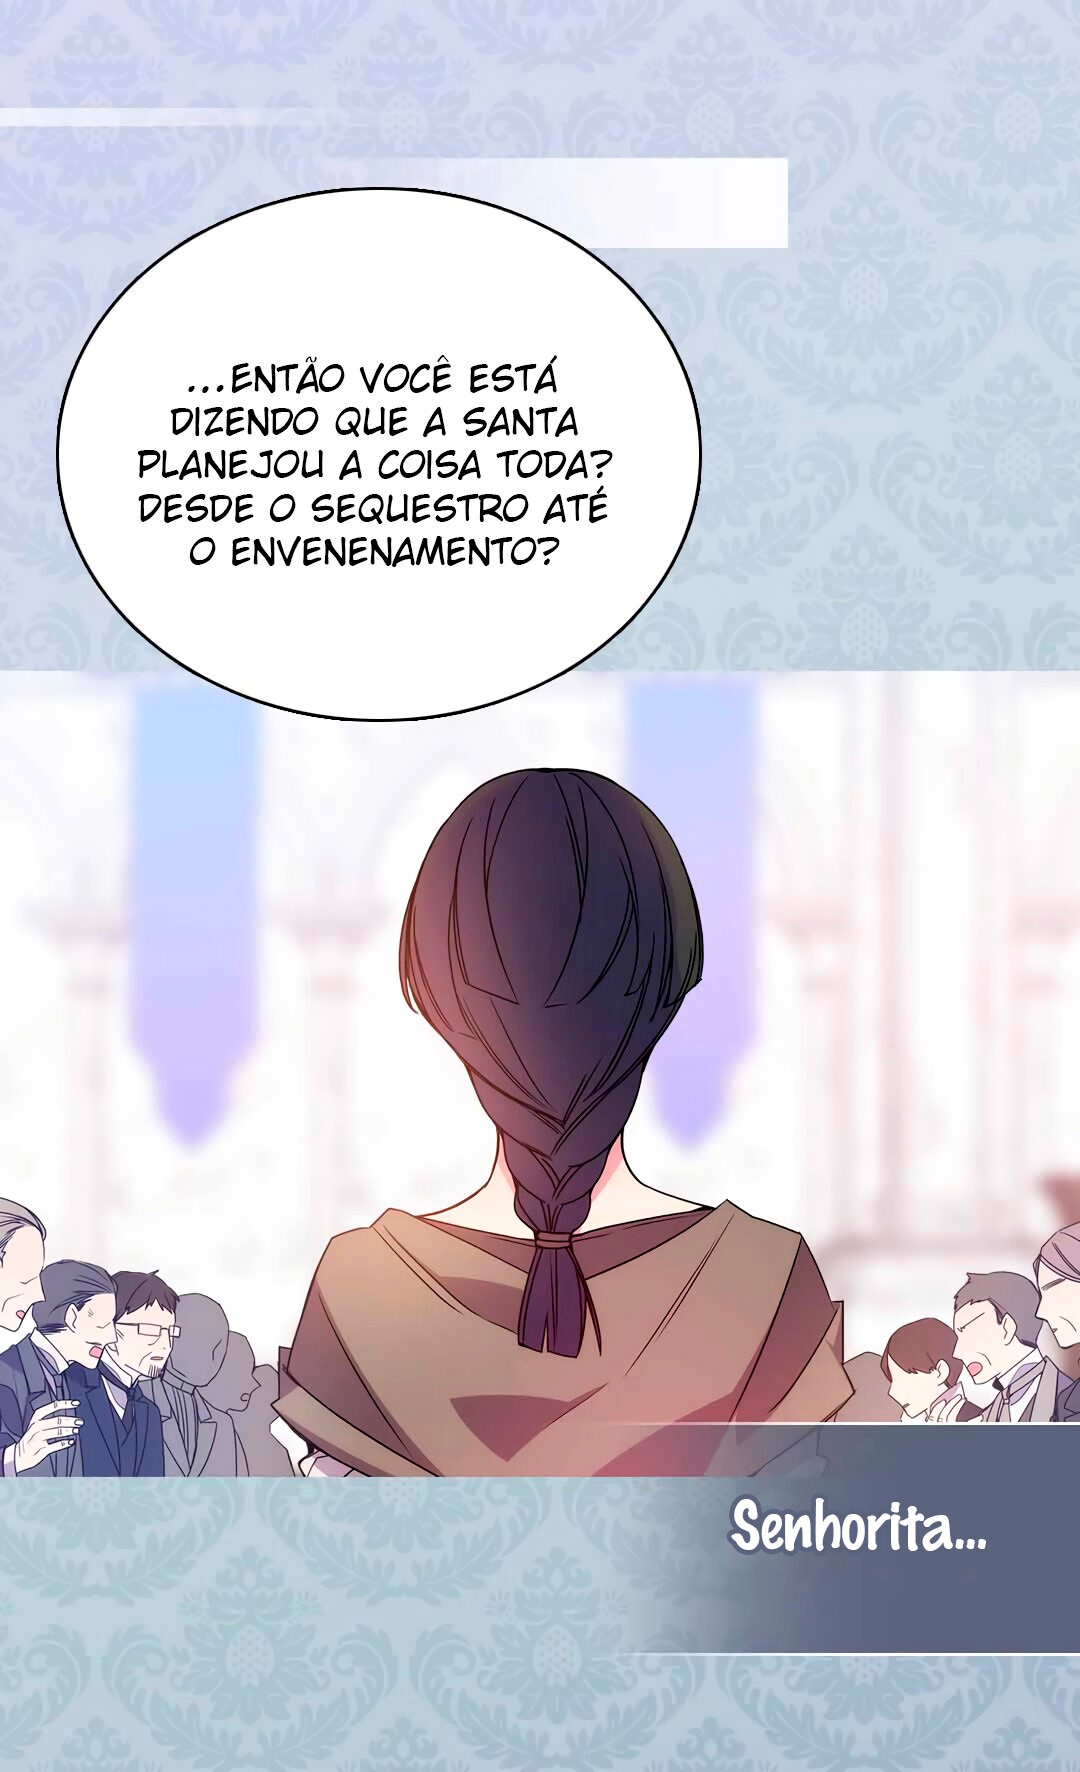 ...ENTÃO VOCÊ ESTÁ
DIZENDO QUE A SANTA
PLANEJOU A COISA TODA?
DESDE O SEQUESTRO ATÉ
O ENVENENAMENTO?
Senhorita...